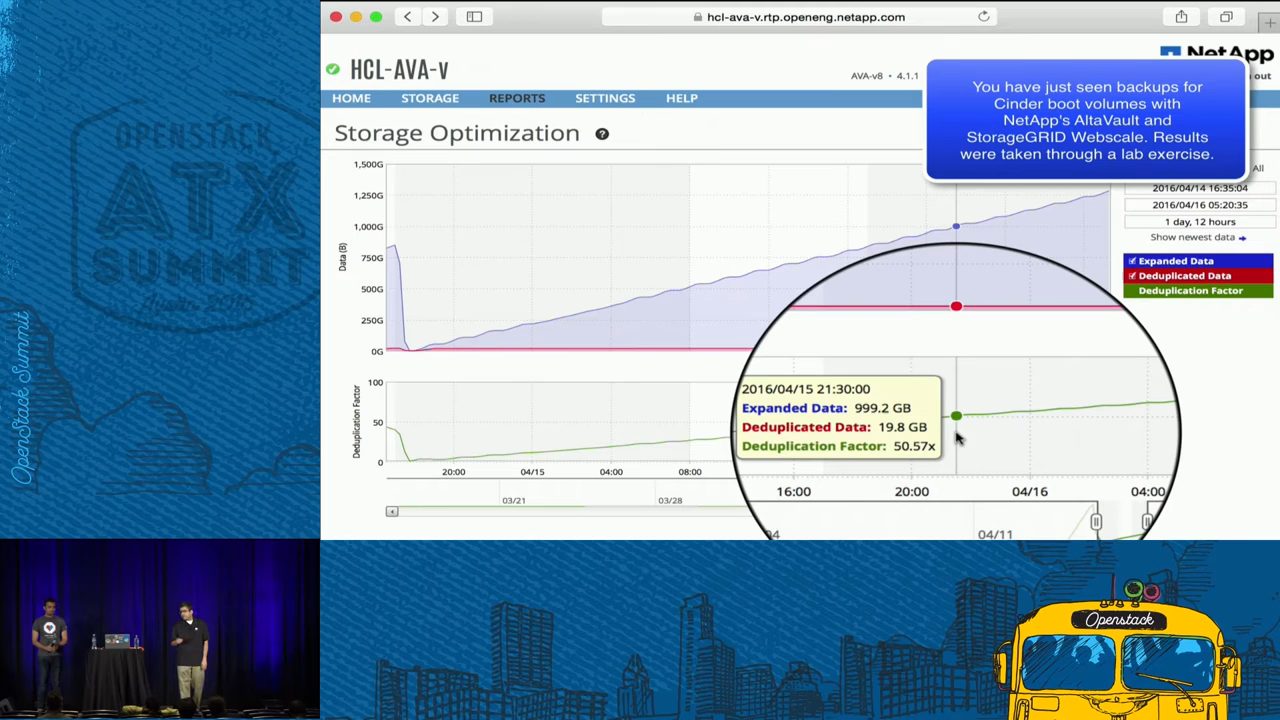 hcl-ava-v.rtp.openeng.netapp.com
HCL-AVA-v
AVA-v8 • 4.1.1
NetApp
out
HOME STORAGE REPORTS SETTINGS HELP
You have just seen backups for
Cinder boot volumes with
NetApp's AltaVault and
StorageGRID Webscale. Results
were taken through a lab exercise.
Storage Optimization ?
All
2016/04/14 16:35:04
2016/04/16 05:20:35
1 day, 12 hours
Show newest data
Expanded Data
Deduplicated Data
Deduplication Factor
Data (B)
1,500G
1,250G
1,000G
750G
500G
250G
0G
Deduplication Factor
100
50
0
20:00 04/15 04:00 08:00
03/21 03/28
2016/04/15 21:30:00
Expanded Data: 999.2 GB
Deduplicated Data: 19.8 GB
Deduplication Factor: 50.57x
16:00 20:00 04/16 04:00
04/11
OPENSTACK
ATX
SUMMIT
OpenStack Summit
Openstack